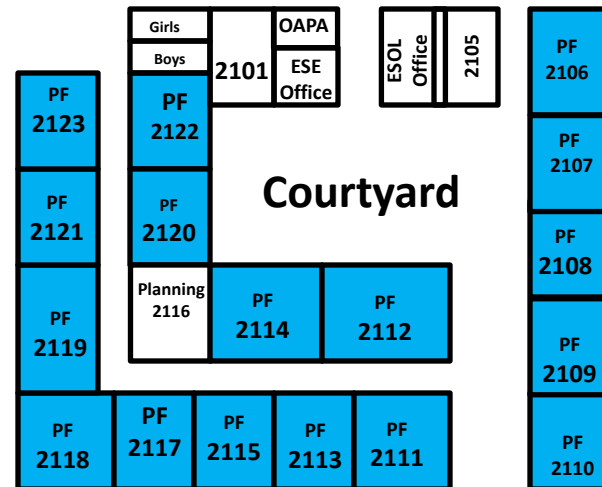 Girls
Boys
2101
OAPA
ESE
Office
ESOL
Office
2105
PF
2106
PF
2123
PF
2122
PF
2107
PF
2121
PF
2120
Courtyard
PF
2108
PF
2119
Planning
2116
PF
2114
PF
2112
PF
2109
PF
2118
PF
2117
PF
2115
PF
2113
PF
2111
PF
2110